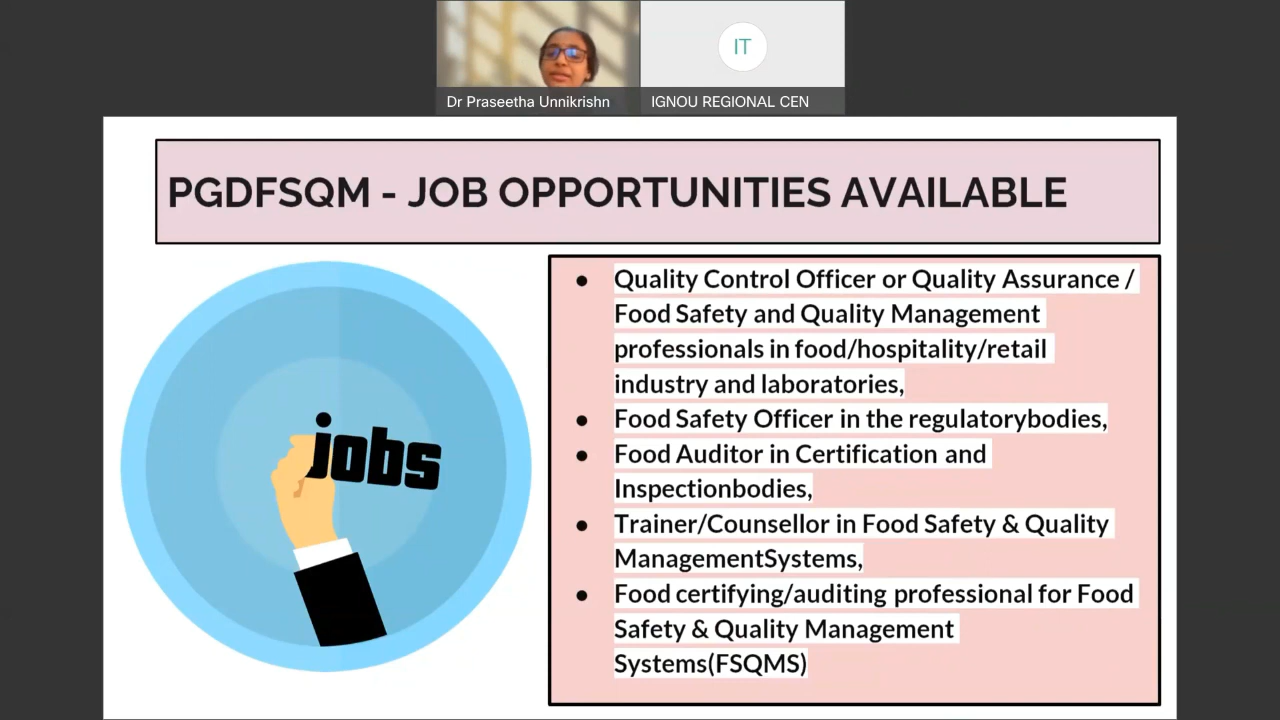 Dr Praseetha Unnikrishn
IGNOU REGIONAL CEN
IT
PGDFSQM - JOB OPPORTUNITIES AVAILABLE
jobs
● Quality Control Officer or Quality Assurance /
Food Safety and Quality Management
professionals in food/hospitality/retail
industry and laboratories,
● Food Safety Officer in the regulatorybodies,
● Food Auditor in Certification and
Inspectionbodies,
● Trainer/Counsellor in Food Safety & Quality
ManagementSystems,
● Food certifying/auditing professional for Food
Safety & Quality Management
Systems(FSQMS)